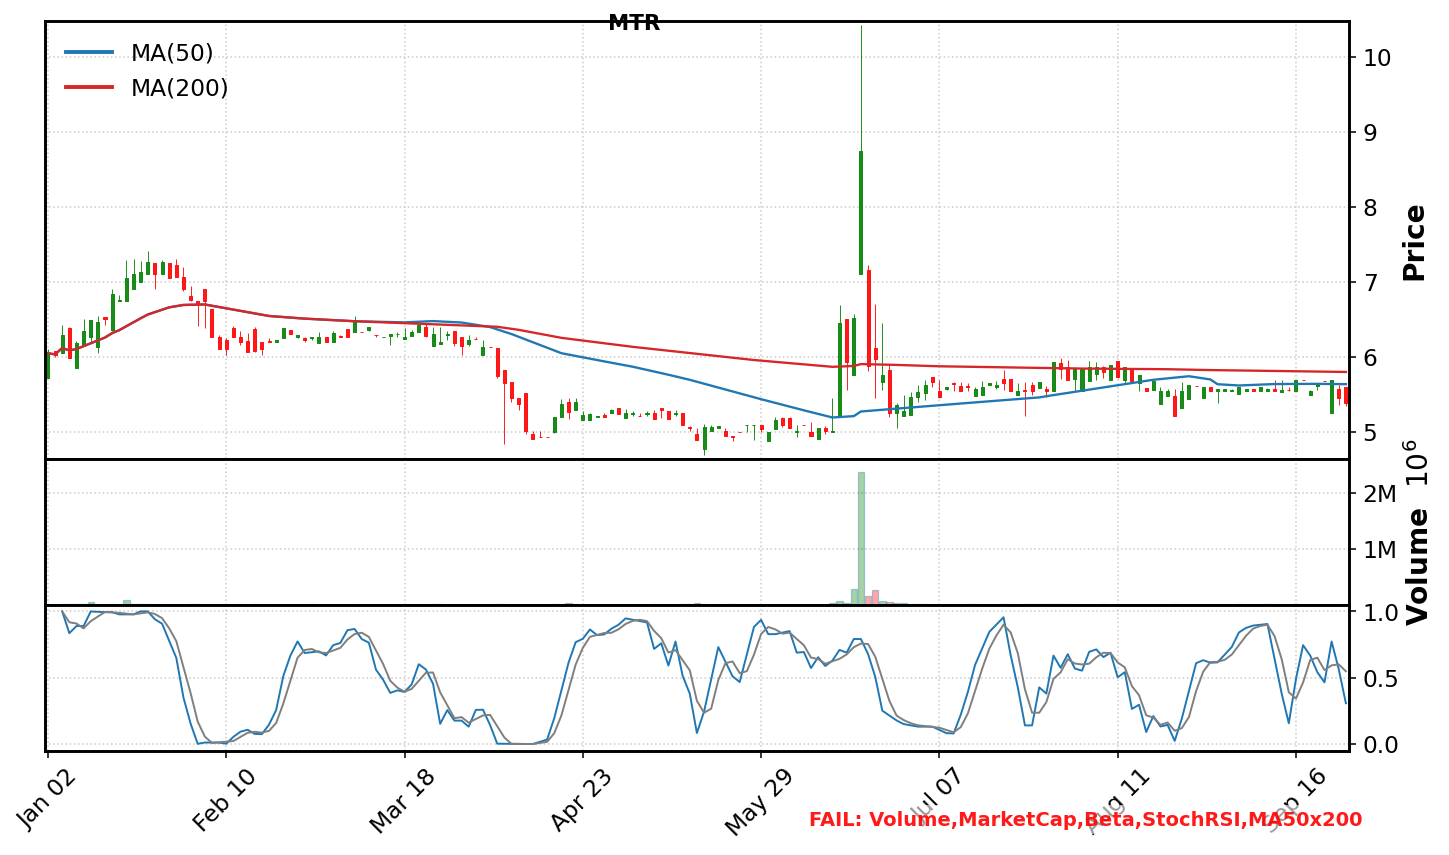 MTR
MA(50)
MA(200)
10
9
8
7
6
5
Price
2M
1M
Volume 10^6
1.0
0.5
0.0
Jan 02
Feb 10
Mar 18
Apr 23
May 29
Jul 07
Aug 11
Sep 16
FAIL: Volume,MarketCap,Beta,StochRSI,MA50x200